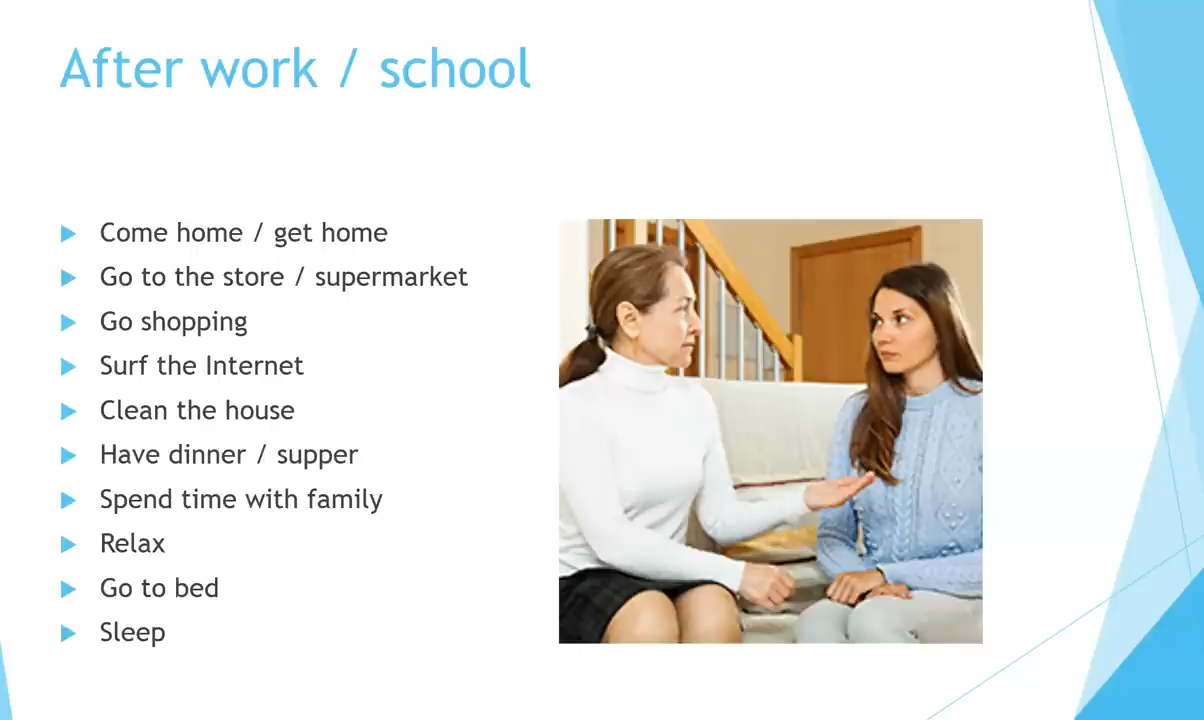 After work / school
Come home / get home
Go to the store / supermarket
Go shopping
Surf the Internet
Clean the house
Have dinner / supper
Spend time with family
Relax
Go to bed
Sleep